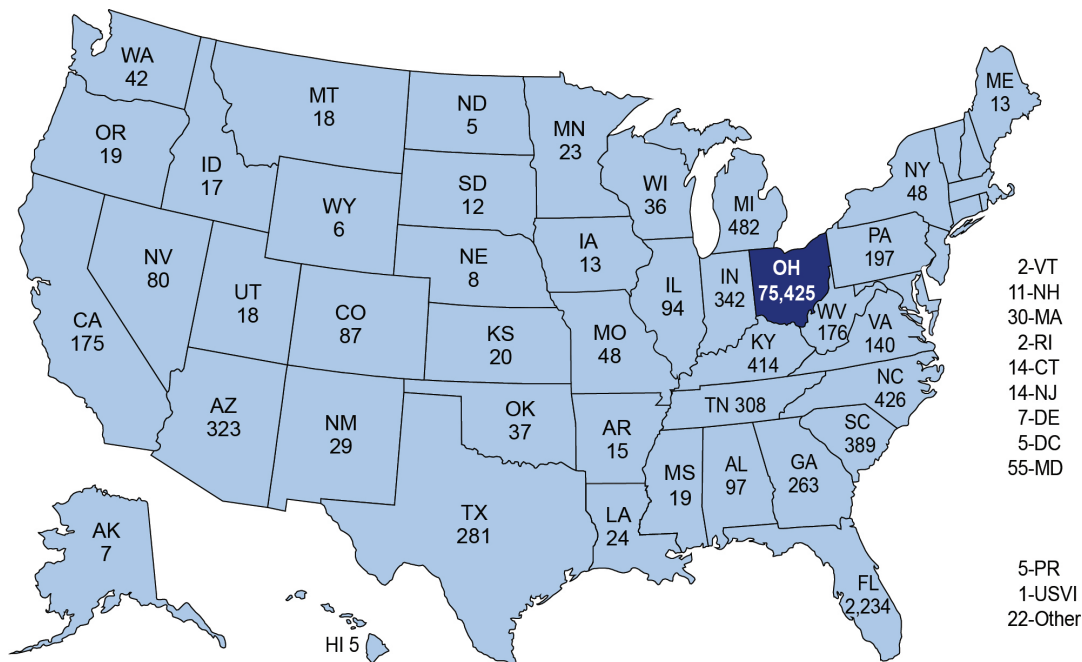 WA
42
OR
19
ID
17
MT
18
ND
5
MN
23
SD
12
WI
36
WY
6
NV
80
UT
18
CA
175
CO
87
NE
8
IA
13
IL
94
IN
342
MI
482
OH
75,425
PA
197
NY
48
ME
13
KS
20
MO
48
KY
414
WV
176
VA
140
NC
426
TN 308
SC
389
AZ
323
NM
29
OK
37
AR
15
MS
19
AL
97
GA
263
TX
281
LA
24
FL
2,234
AK
7
HI 5
2-VT
11-NH
30-MA
2-RI
14-CT
14-NJ
7-DE
5-DC
55-MD
5-PR
1-USVI
22-Other